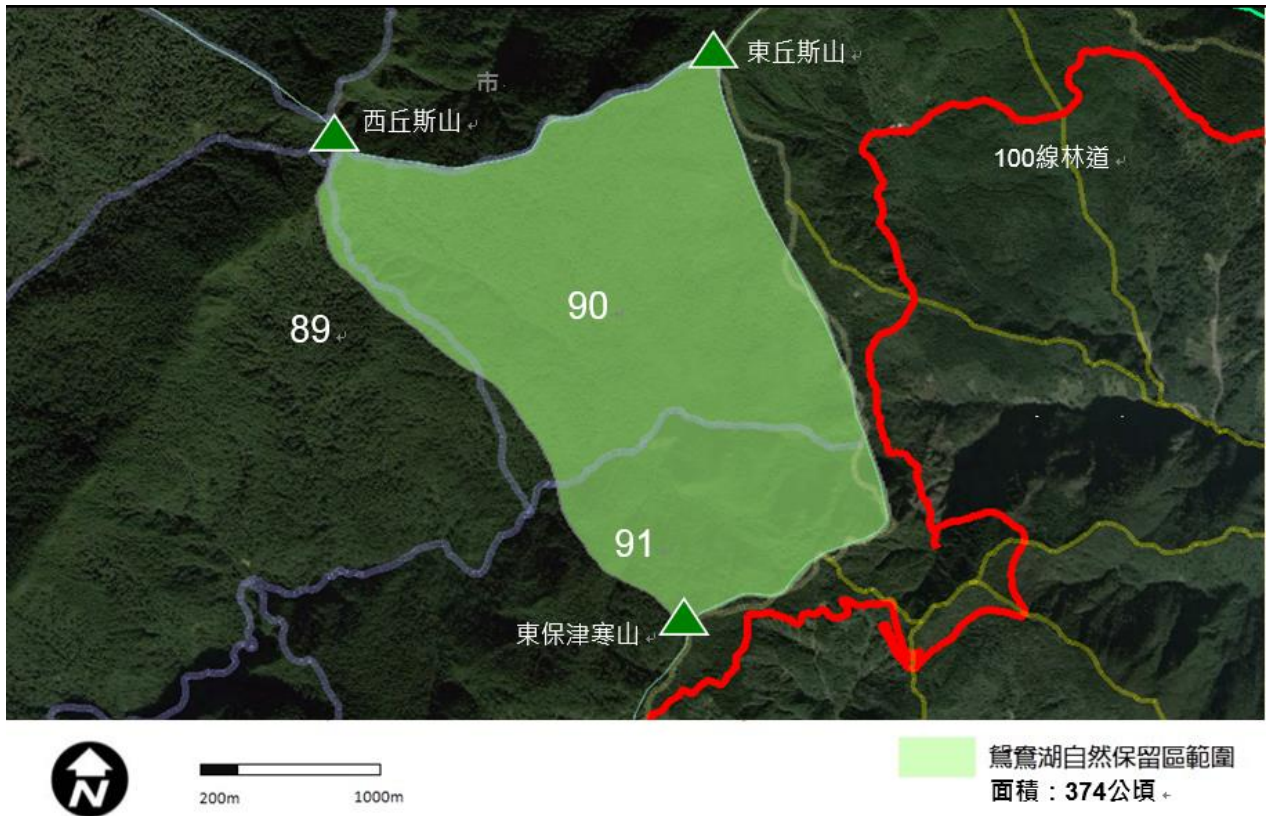 東丘斯山
市
西丘斯山
100線林道
90
89
91
東保津寒山
N
200m
1000m
鴛鴦湖自然保留區範圍
面積：374公頃